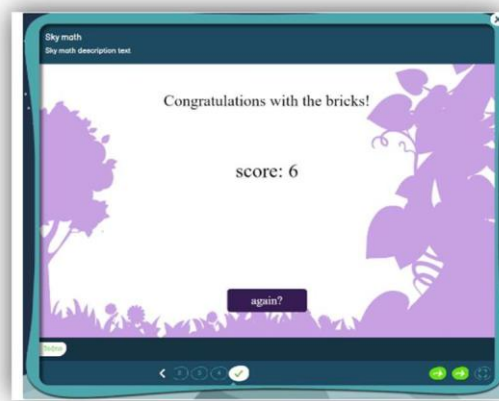 Sky math
Sky math description text
Congratulations with the bricks!
score: 6
again?